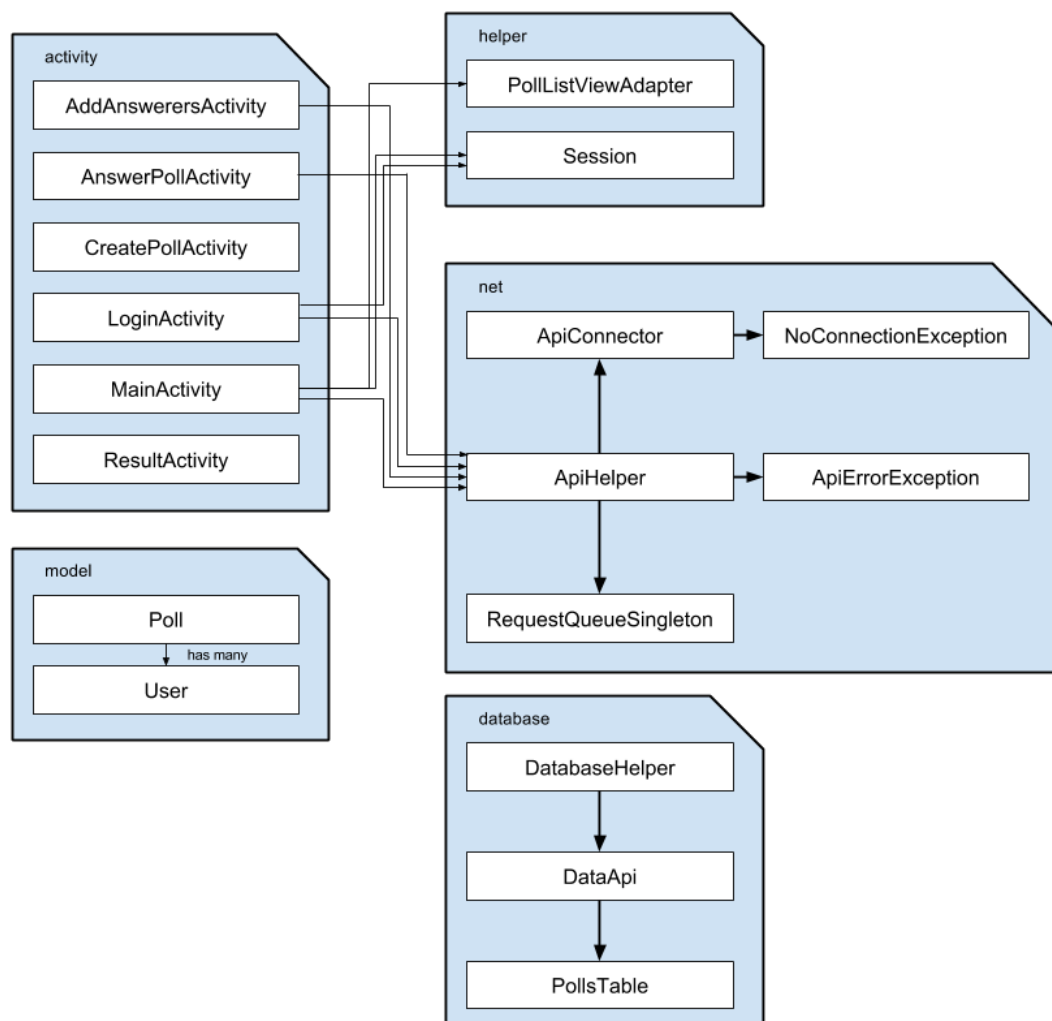 activity
AddAnswerersActivity
AnswerPollActivity
CreatePollActivity
LoginActivity
MainActivity
ResultActivity
helper
PollListViewAdapter
Session
net
ApiConnector
NoConnectionException
ApiHelper
ApiErrorException
RequestQueueSingleton
model
Poll
has many
User
database
DatabaseHelper
DataApi
PollsTable